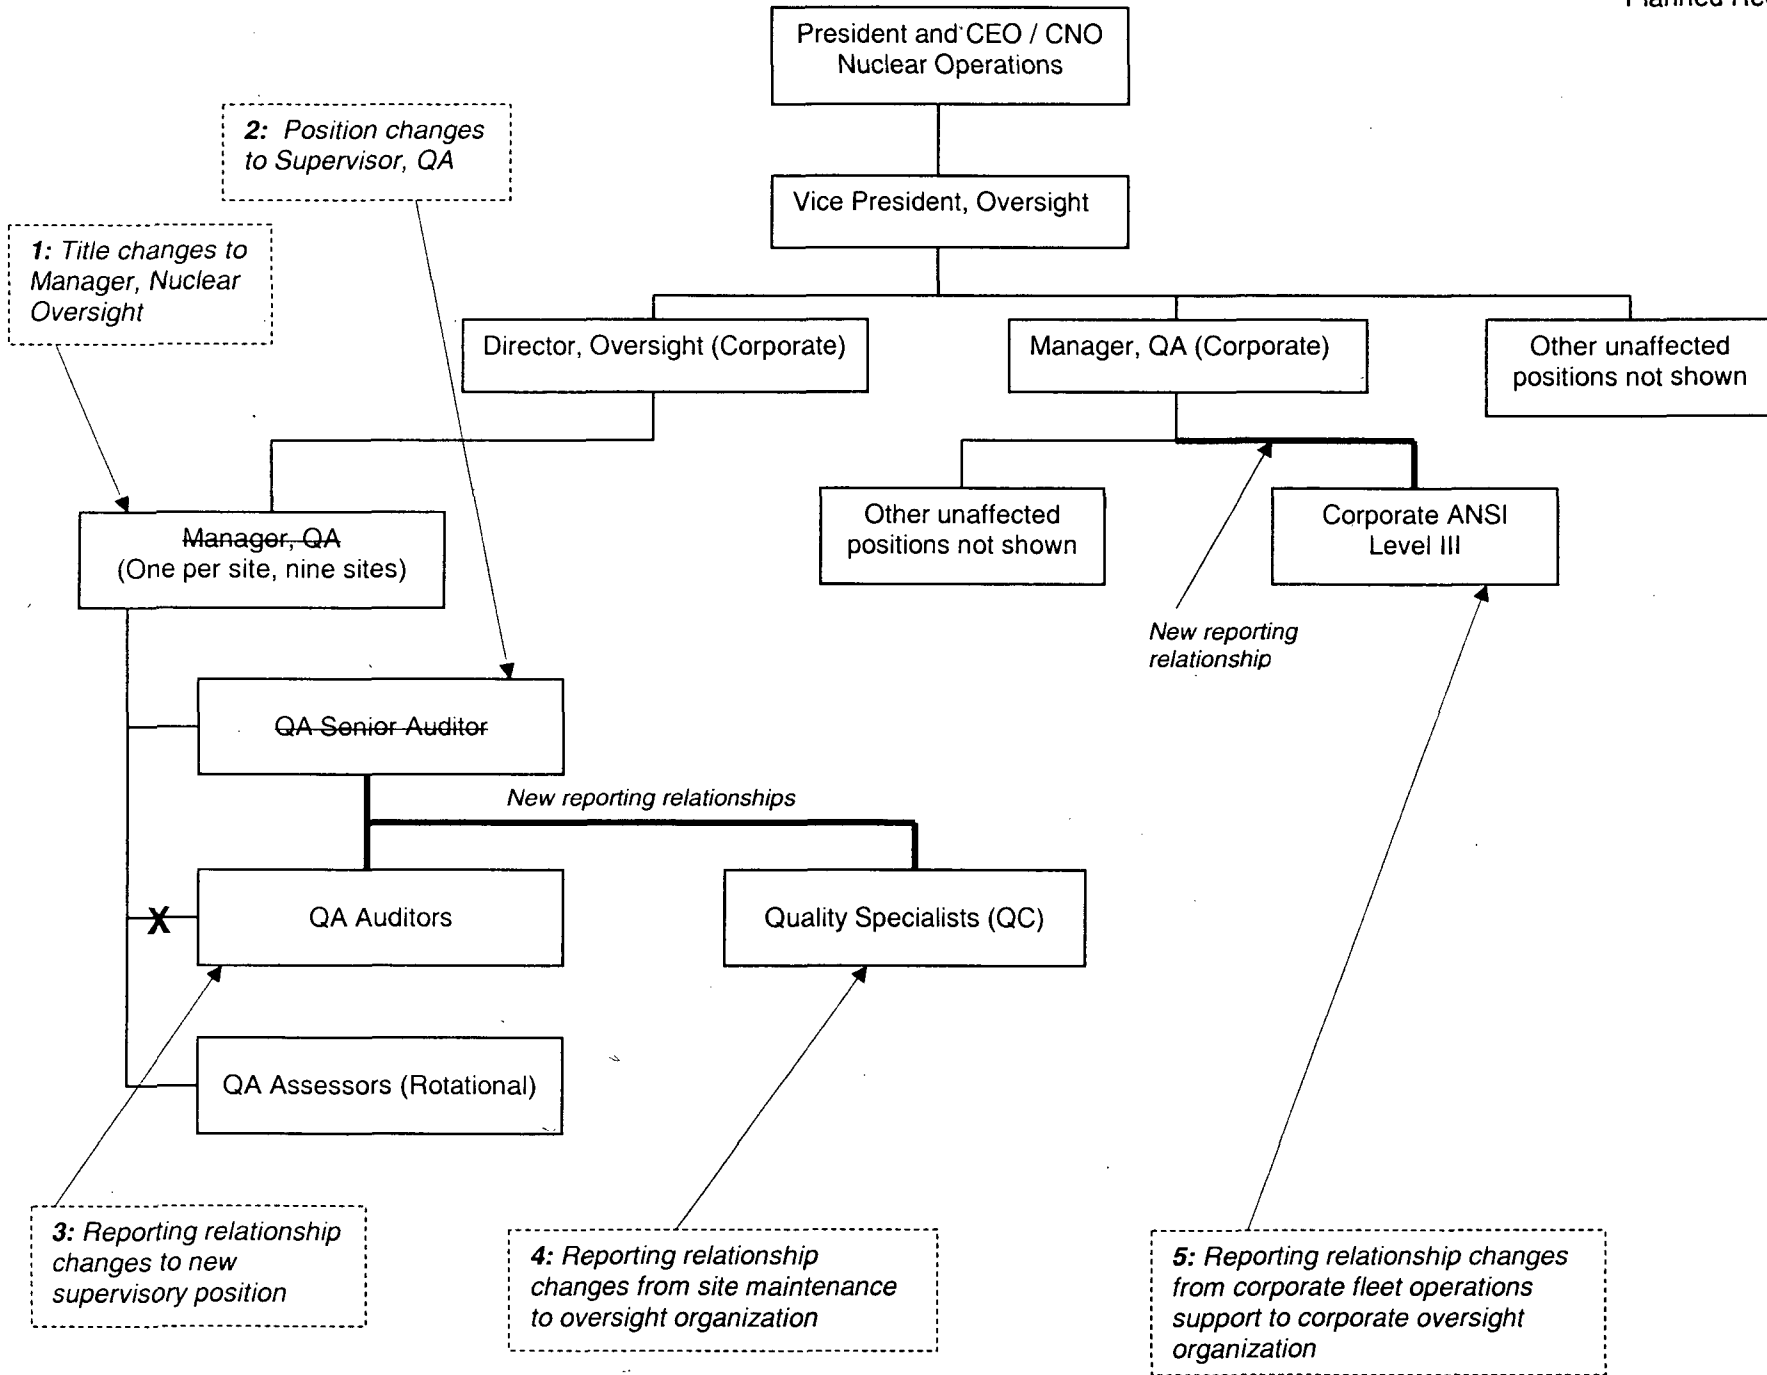 Planned
President and CEO / CNO
Nuclear Operations
2: Position changes
to Supervisor, QA
Vice President, Oversight
1: Title changes to
Manager, Nuclear
Oversight
Director, Oversight (Corporate)
Manager, QA (Corporate)
Other unaffected
positions not shown
Manager, QA
(One per site, nine sites)
Other unaffected
positions not shown
Corporate ANSI
Level III
New reporting
relationship
QA Senior Auditor
New reporting relationships
X
QA Auditors
Quality Specialists (QC)
QA Assessors (Rotational)
3: Reporting relationship
changes to new
supervisory position
4: Reporting relationship
changes from site maintenance
to oversight organization
5: Reporting relationship changes
from corporate fleet operations
support to corporate oversight
organization